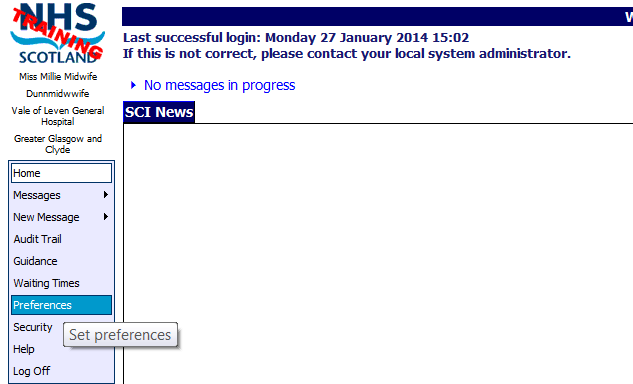 NHS
TRAINING
SCOTLAND
Miss Millie Midwife
Dunnmidwwife
Vale of Leven General
Hospital
Greater Glasgow and
Clyde
Home
Messages
New Message
Audit Trail
Guidance
Waiting Times
Preferences
Security
Set preferences
Help
Log Off
W
Last successful login: Monday 27 January 2014 15:02
If this is not correct, please contact your local system administrator.
No messages in progress
SCI News